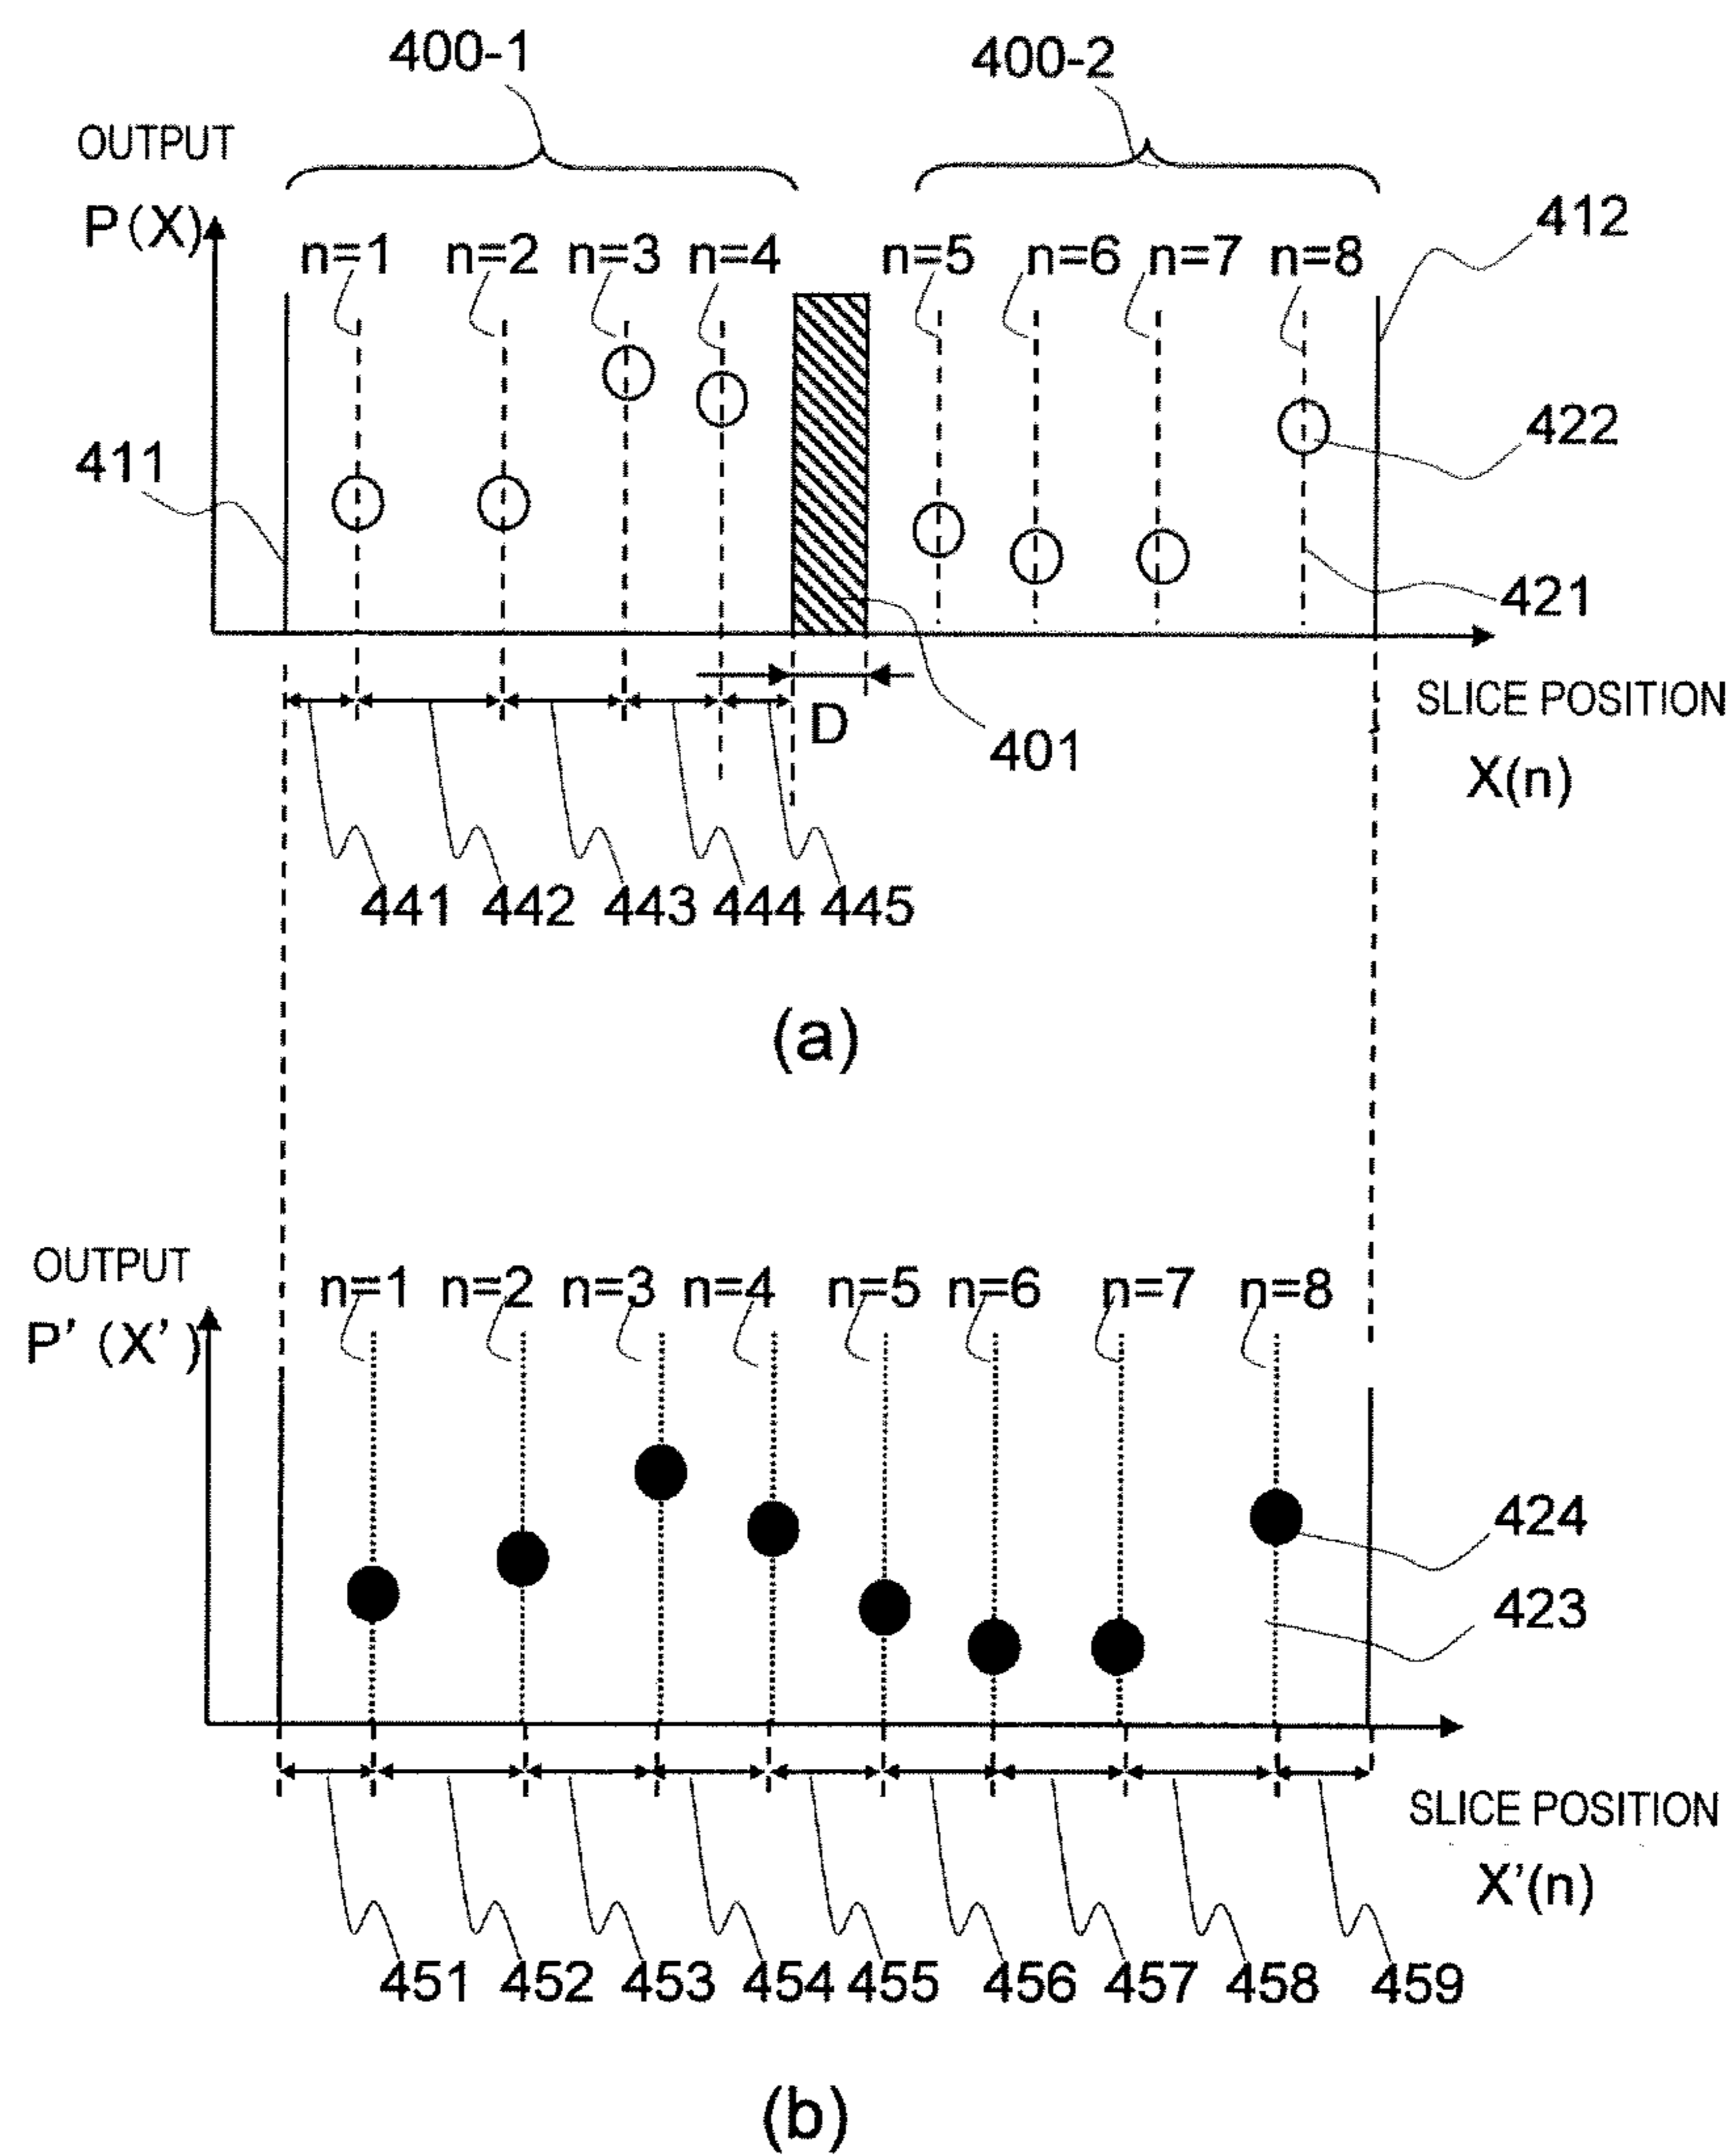 400-1 400-2
OUTPUT
P(X)
412
n=1 n=2 n=3 n=4 n=5 n=6 n=7 n=8
422
411
421
SLICE POSITION
X(n)
D
401
441 442 443 444 445
(a)
OUTPUT
P'(X')
n=1 n=2 n=3 n=4 n=5 n=6 n=7 n=8
424
423
SLICE POSITION
X'(n)
451 452 453 454 455 456 457 458 459
(b)